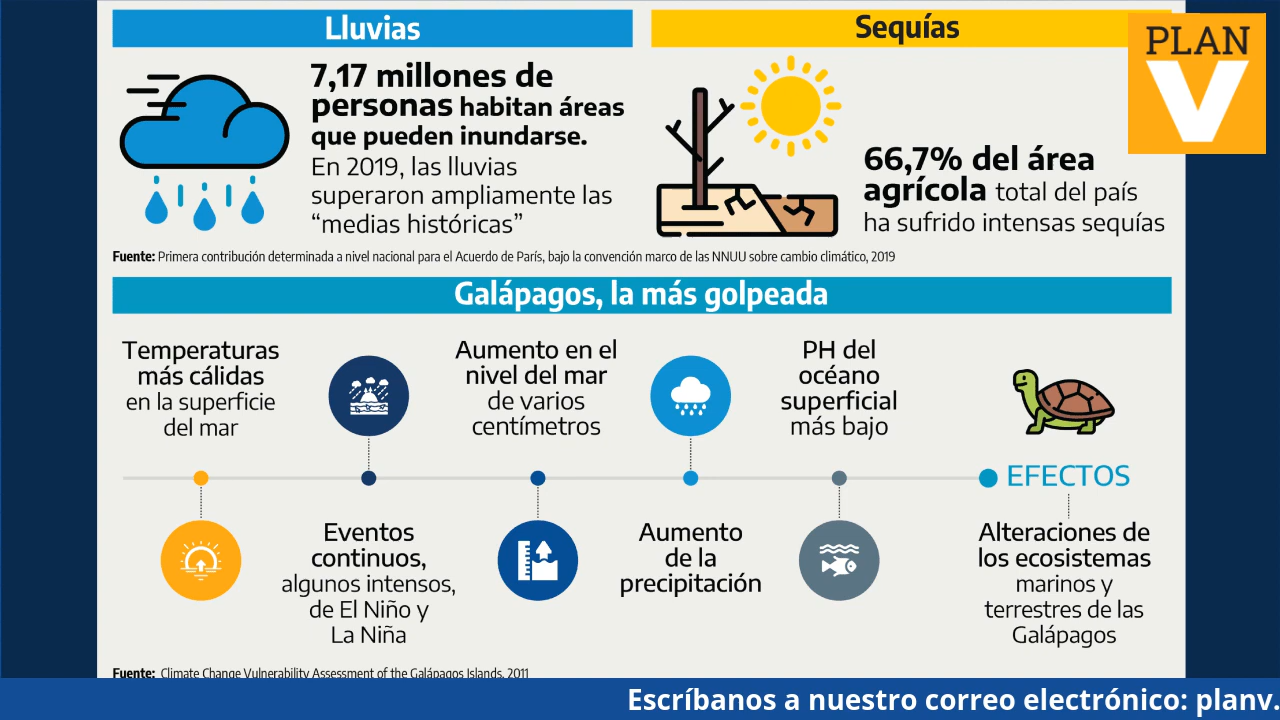 Lluvias
7,17 millones de
personas habitan áreas
que pueden inundarse.
En 2019, las lluvias
superaron ampliamente las
“medias históricas”
Sequías
PLAN
V
66,7% del área
agrícola total del país
ha sufrido intensas sequías
Fuente: Primera contribución determinada a nivel nacional para el Acuerdo de París, bajo la convención marco de las NNUU sobre cambio climático, 2019
Galápagos, la más golpeada
Temperaturas
más cálidas
en la superficie
del mar
Eventos
continuos,
algunos intensos,
de El Niño y
La Niña
Aumento en el
nivel del mar
de varios
centímetros
Aumento
de la
precipitación
PH del
océano
superficial
más bajo
EFECTOS
Alteraciones de
los ecosistemas
marinos y
terrestres de las
Galápagos
Fuente: Climate Change Vulnerability Assessment of the Galápagos Islands, 2011
Escríbanos a nuestro correo electrónico: planv.